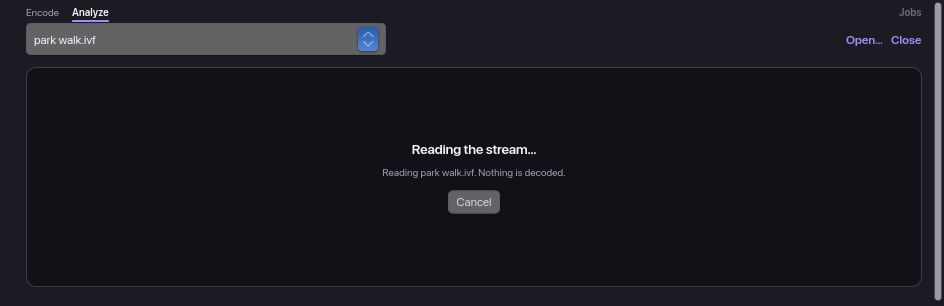 Encode Analyze Jobs
park walk.ivf Open... Close
Reading the stream...
Reading park walk.ivf. Nothing is decoded.
Cancel